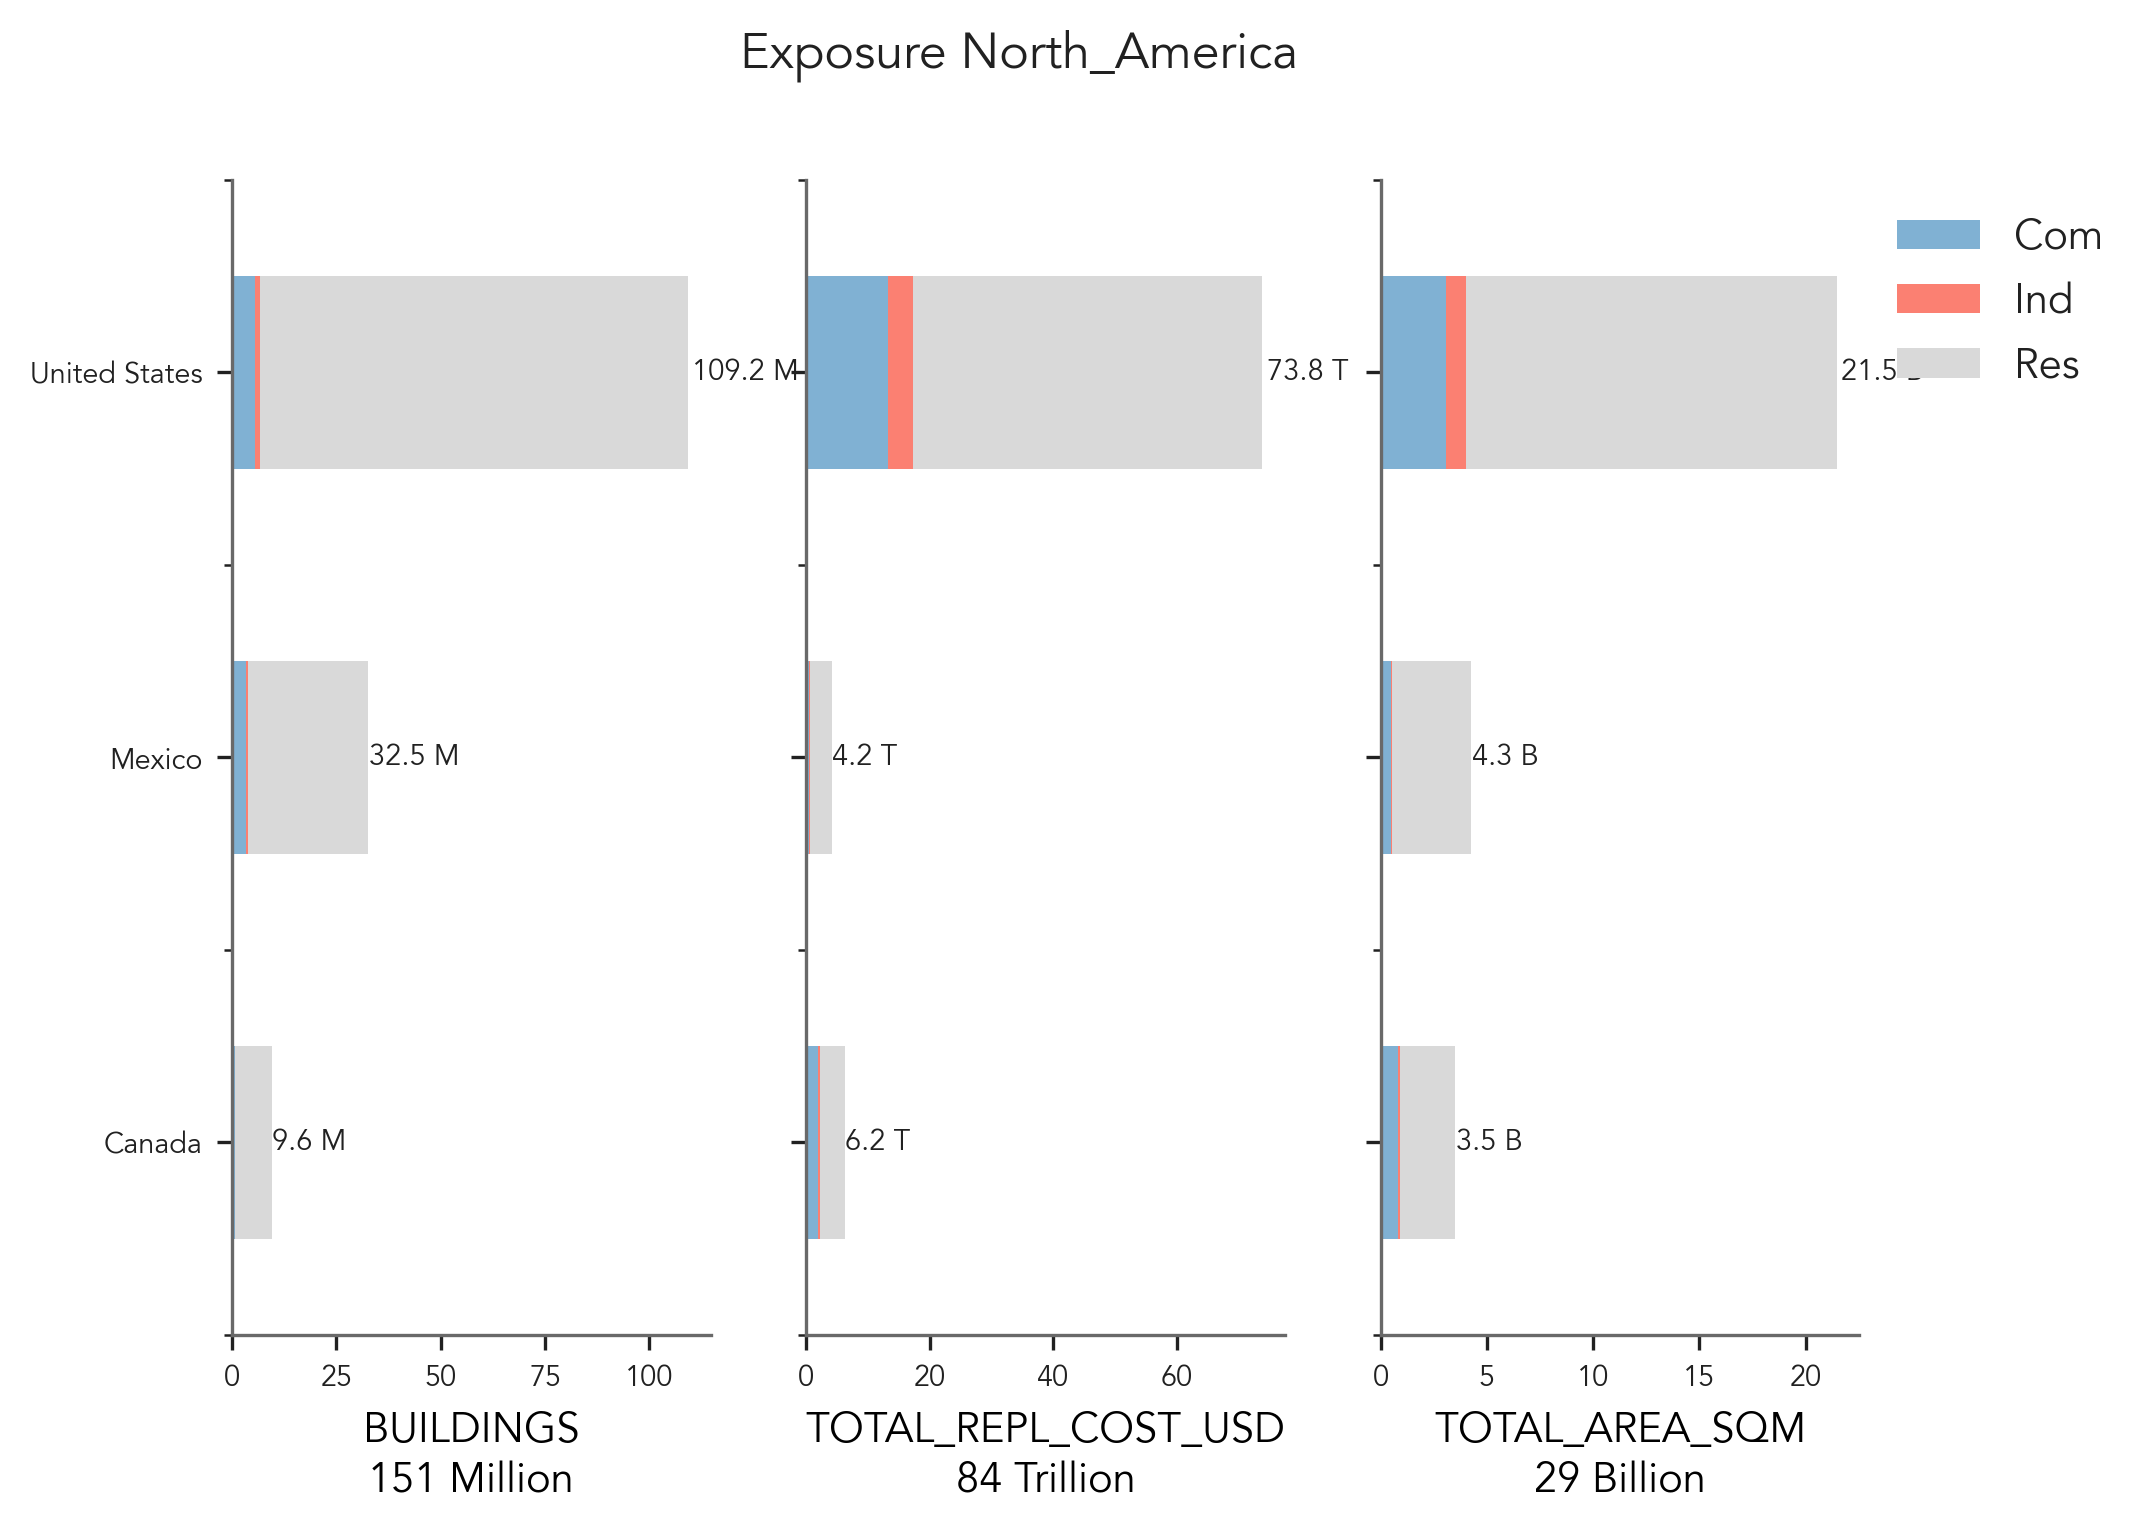 Exposure North_America
Com
Ind
Res
United States
109.2 M
73.8 T
21.5
Mexico
32.5 M
4.2 T
4.3 B
Canada
9.6 M
6.2 T
3.5 B
0 25 50 75 100
0 20 40 60
0 5 10 15 20
BUILDINGS
151 Million
TOTAL_REPL_COST_USD
84 Trillion
TOTAL_AREA_SQM
29 Billion